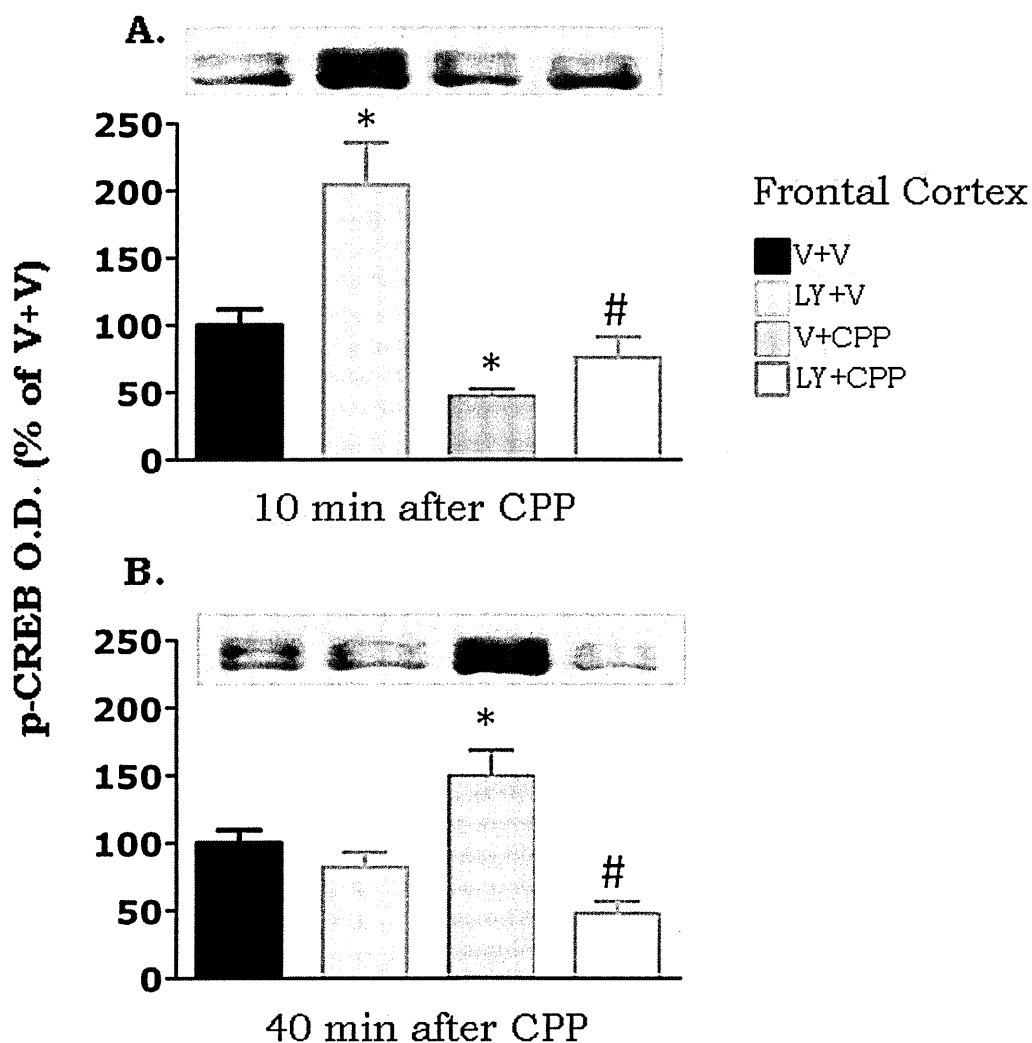 A.
p-CREB O.D. (% of V+V)
250
200
150
100
50
0
*
*
#
10 min after CPP
Frontal Cortex
V+V
LY+V
V+CPP
LY+CPP
B.
250
200
150
100
50
0
*
#
40 min after CPP